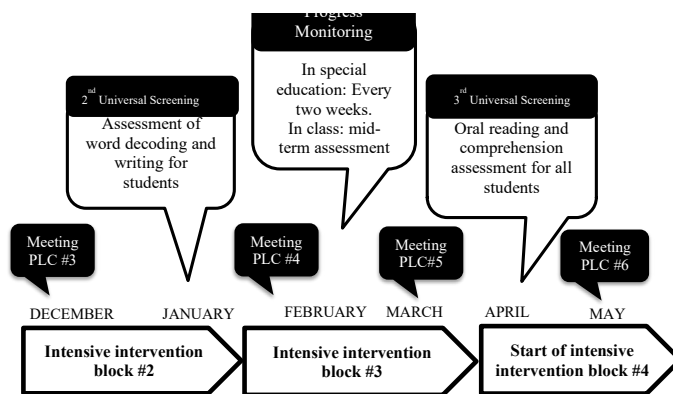 Progress
Monitoring
In special
education: Every
two weeks.
In class: mid-
term assessment
2nd Universal Screening
Assessment of
word decoding and
writing for
students
3rd Universal Screening
Oral reading and
comprehension
assessment for all
students
Meeting
PLC #3
Meeting
PLC #4
Meeting
PLC#5
Meeting
PLC #6
DECEMBER
JANUARY
FEBRUARY
MARCH
APRIL
MAY
Intensive intervention
block #2
Intensive intervention
block #3
Start of intensive
intervention block #4